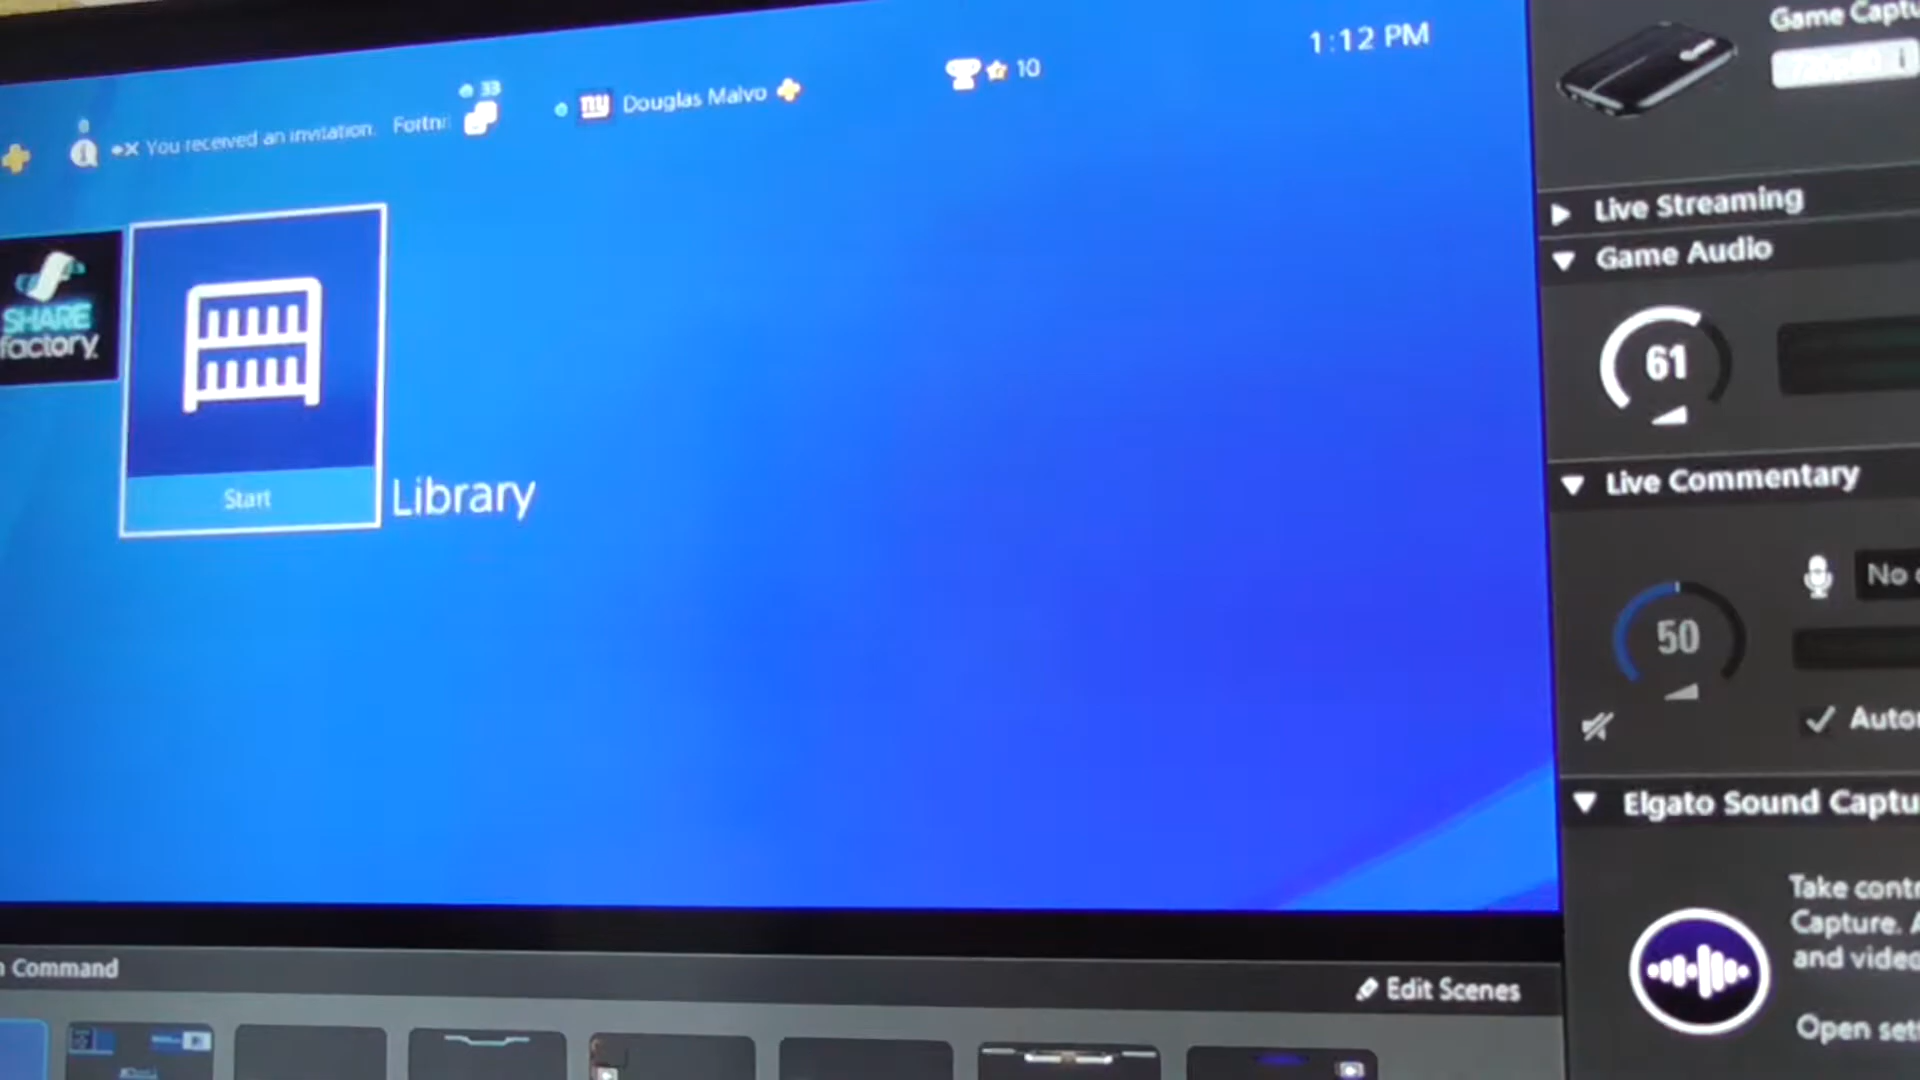 Game Captu
1:12 PM
33
10
Douglas Malvo
You received an invitation. Fortni
Live Streaming
Game Audio
SHARE
factory
61
Start
Library
Live Commentary
No
50
Autom
Elgato Sound Captu
Take contr
Capture. A
and video
Command
Edit Scenes
Open sett